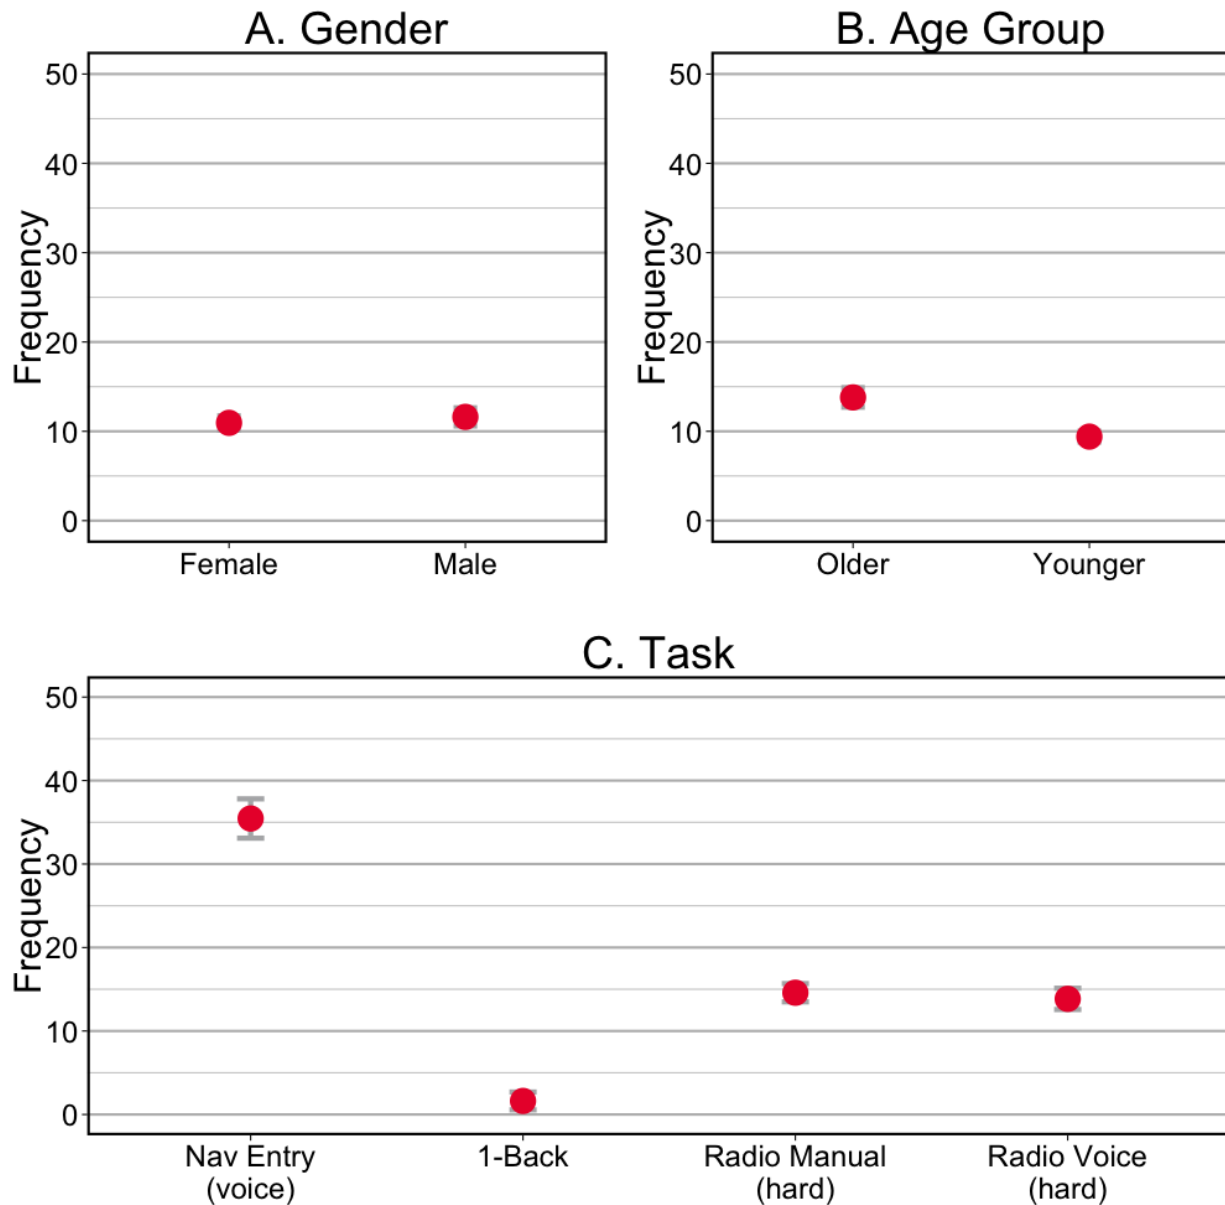 A. Gender
B. Age Group
50
40
30
20
10
0
Frequency
Female
Male
50
40
30
20
10
0
Frequency
Older
Younger
C. Task
50
40
30
20
10
0
Frequency
Nav Entry
(voice)
1-Back
Radio Manual
(hard)
Radio Voice
(hard)